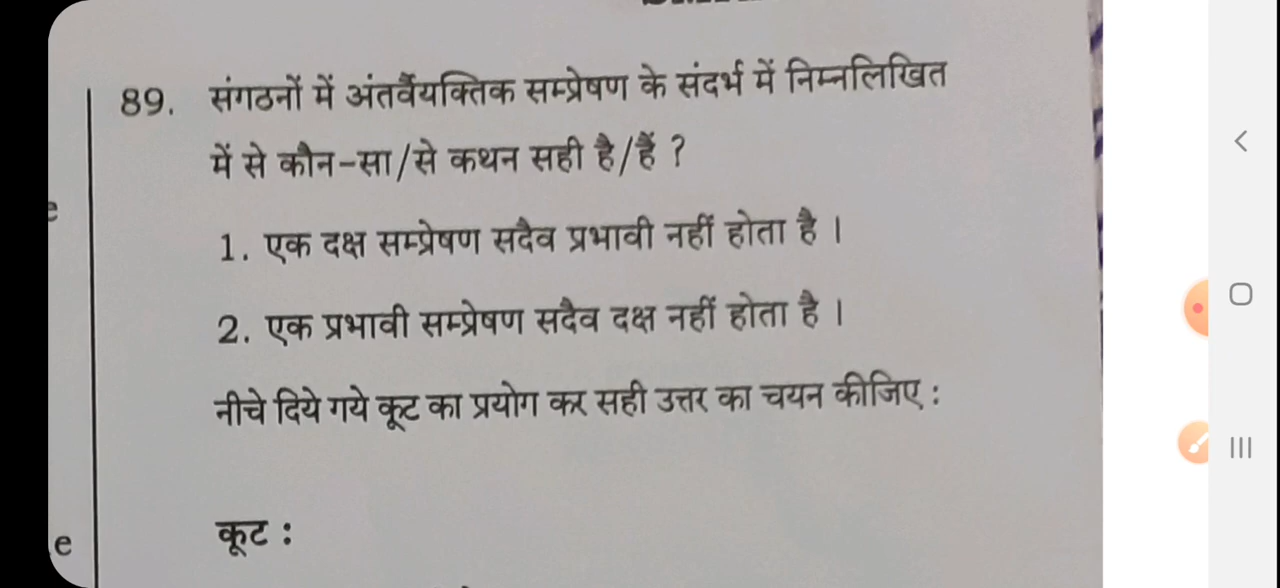 89. संगठनों में अंतर्वैयक्तिक सम्प्रेषण के संदर्भ में निम्नलिखित
में से कौन-सा/से कथन सही है/हैं ?
1. एक दक्ष सम्प्रेषण सदैव प्रभावी नहीं होता है ।
2. एक प्रभावी सम्प्रेषण सदैव दक्ष नहीं होता है ।
नीचे दिये गये कूट का प्रयोग कर सही उत्तर का चयन कीजिए :
कूट :
e